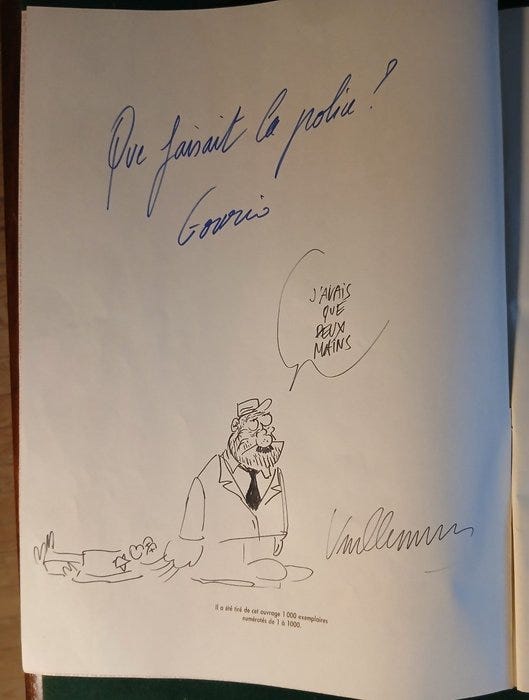 Que faisait la police ?
Gourio
J'AVAIS
QUE
DEUX
MAINS
Vuillemin
Il a été tiré de cet ouvrage 1 000 exemplaires
numérotés de 1 à 1000.